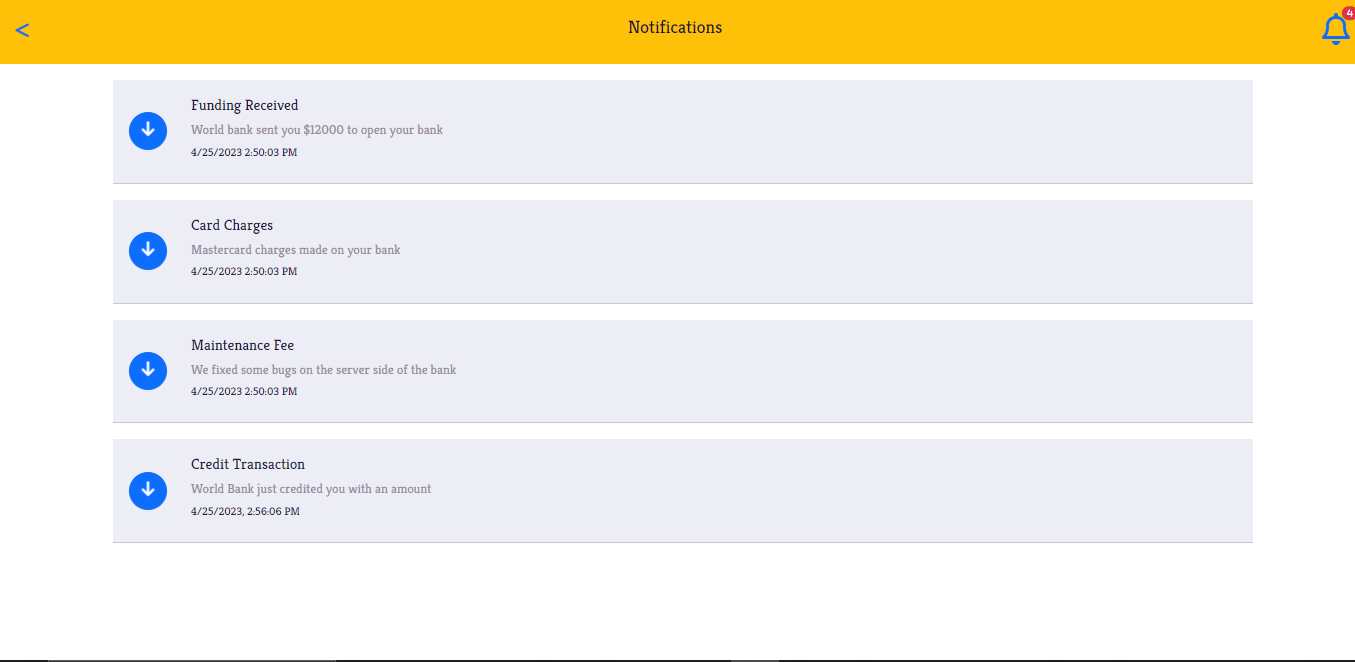 <
Notifications
4
Funding Received
World bank sent you $12000 to open your bank
4/25/2023 2:50:03 PM
Card Charges
Mastercard charges made on your bank
4/25/2023 2:50:03 PM
Maintenance Fee
We fixed some bugs on the server side of the bank
4/25/2023 2:50:03 PM
Credit Transaction
World Bank just credited you with an amount
4/25/2023, 2:56:06 PM